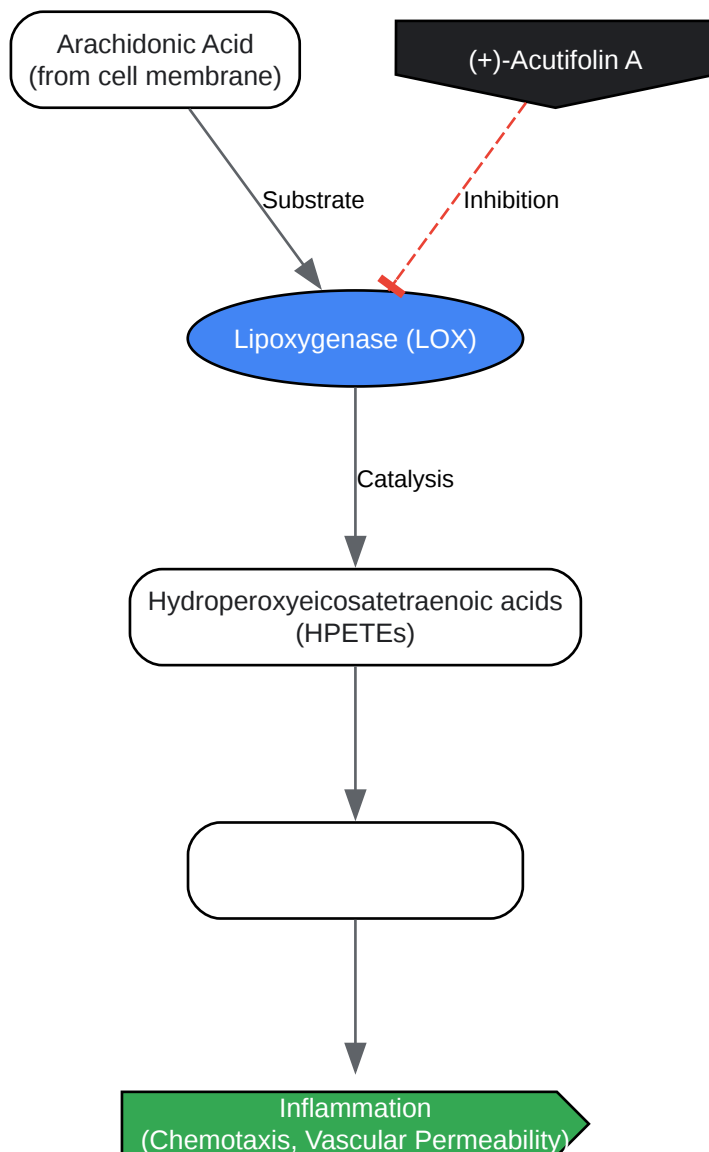 Arachidonic Acid
(from cell membrane)
(+)-Acutifolin A
Substrate
Inhibition
Lipoxygenase (LOX)
Catalysis
Hydroperoxyeicosatetraenoic acids
(HPETEs)
Inflammation
(Chemotaxis, Vascular Permeability)